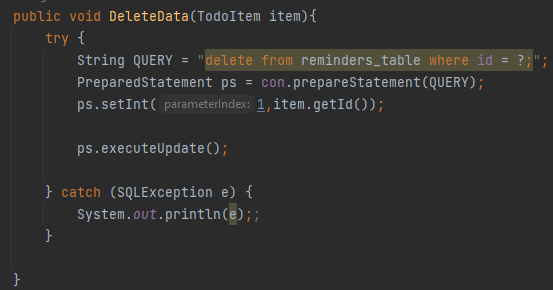 public void DeleteData(TodoItem item){
try {
String QUERY = "delete from reminders_table where id = ?;";
PreparedStatement ps = con.prepareStatement(QUERY);
ps.setInt( parameterIndex: 1,item.getId());
ps.executeUpdate();
} catch (SQLException e) {
System.out.println(e);;
}
}